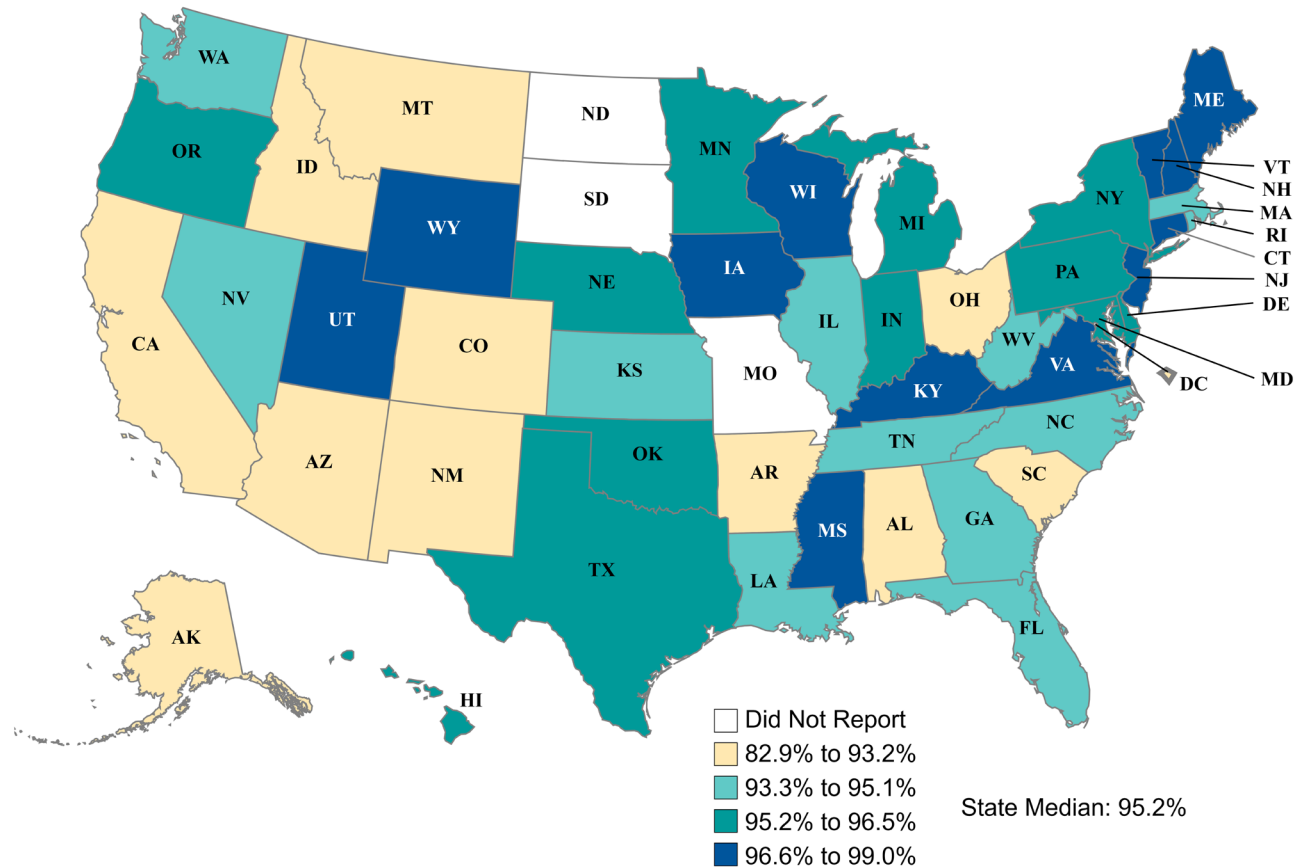 WA
MT
ND
MN
ME
OR
ID
SD
WI
MI
NY
VT
NH
MA
RI
CT
NJ
DE
MD
DC
WY
NE
IA
PA
NV
UT
CO
KS
IL
IN
OH
WV
VA
CA
MO
KY
AZ
NM
OK
AR
TN
NC
SC
TX
LA
MS
AL
GA
FL
AK
HI
Did Not Report
82.9% to 93.2%
93.3% to 95.1%
95.2% to 96.5%
96.6% to 99.0%
State Median: 95.2%